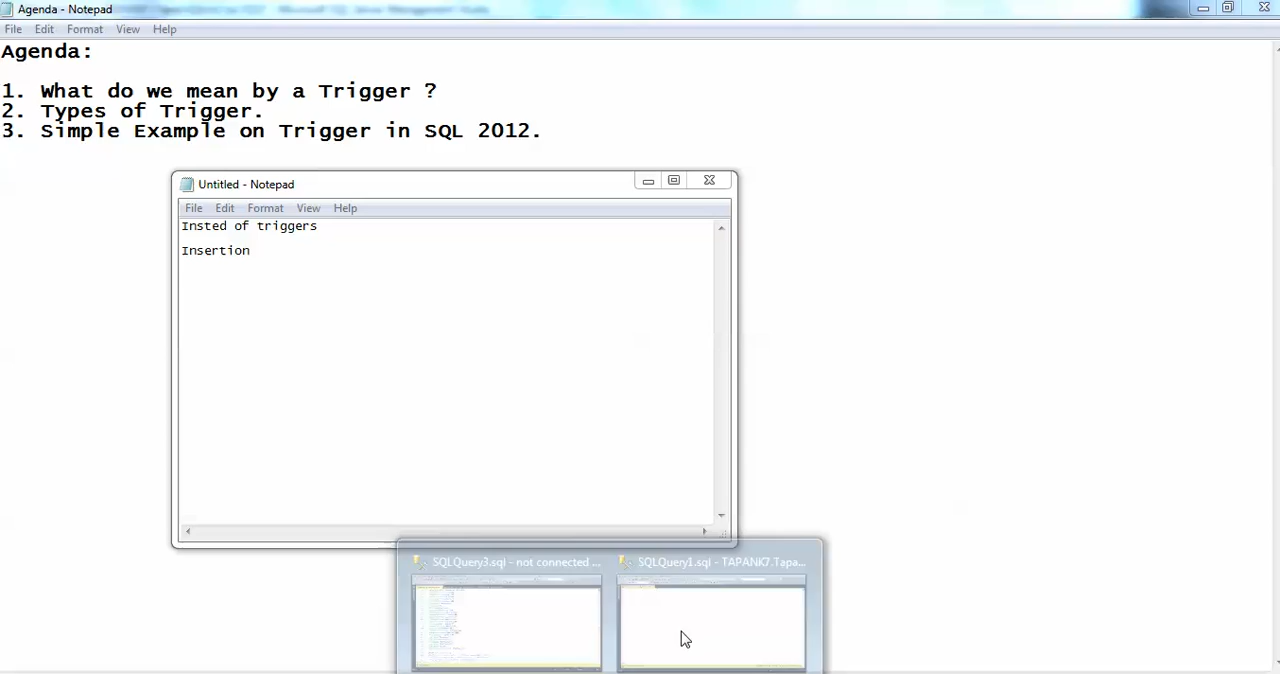 Agenda - Notepad
File Edit Format View Help
Agenda:
1. What do we mean by a Trigger ?
2. Types of Trigger.
3. Simple Example on Trigger in SQL 2012.
Untitled - Notepad
File Edit Format View Help
Insted of triggers
Insertion
SQLQuery3.sql - not connected ...
SQLQuery1.sql - TAPANK7.Tapa...